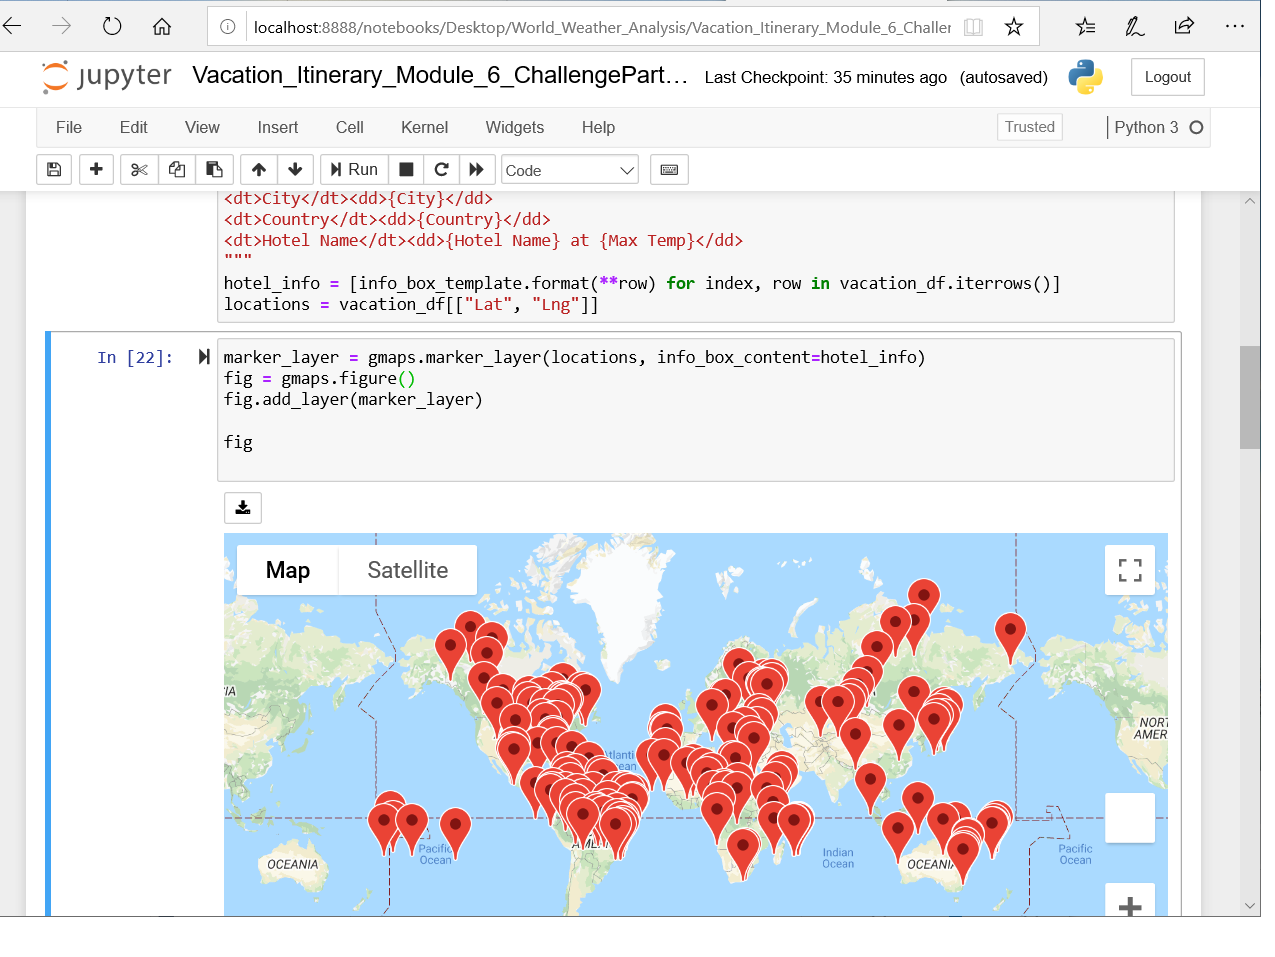 localhost:8888/notebooks/Desktop/World_Weather_Analysis/Vacation_Itinerary_Module_6_Challer
jupyter Vacation_Itinerary_Module_6_ChallengePart... Last Checkpoint: 35 minutes ago (autosaved) Logout
File Edit View Insert Cell Kernel Widgets Help Trusted Python 3
Run Code
<dt>City</dt><dd>{City}</dd>
<dt>Country</dt><dd>{Country}</dd>
<dt>Hotel Name</dt><dd>{Hotel Name} at {Max Temp}</dd>
"""
hotel_info = [info_box_template.format(**row) for index, row in vacation_df.iterrows()]
locations = vacation_df[["Lat", "Lng"]]
In [22]: marker_layer = gmaps.marker_layer(locations, info_box_content=hotel_info)
fig = gmaps.figure()
fig.add_layer(marker_layer)
fig
Map Satellite
IA
NORT
AMER
tlanti
ean
Pacific
Ocean
Indian
Ocean
Pacific
Ocean
OCEANIA
AME
OCEANI